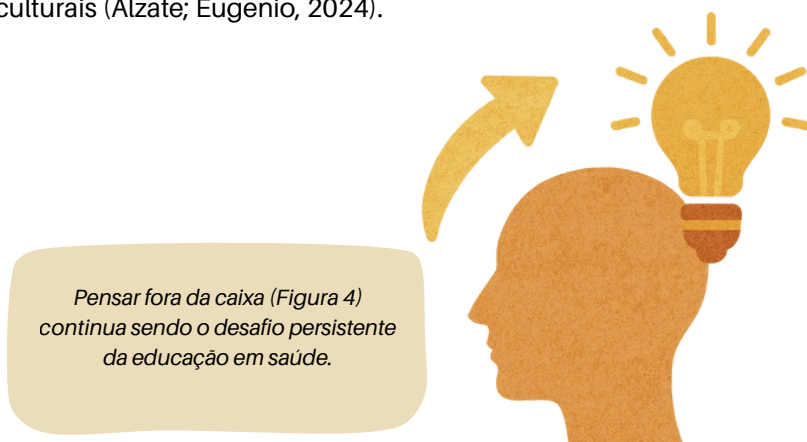 culturais (Alzate; Eugenio, 2024).
Pensar fora da caixa (Figura 4)
continua sendo o desafio persistente
da educação em saúde.